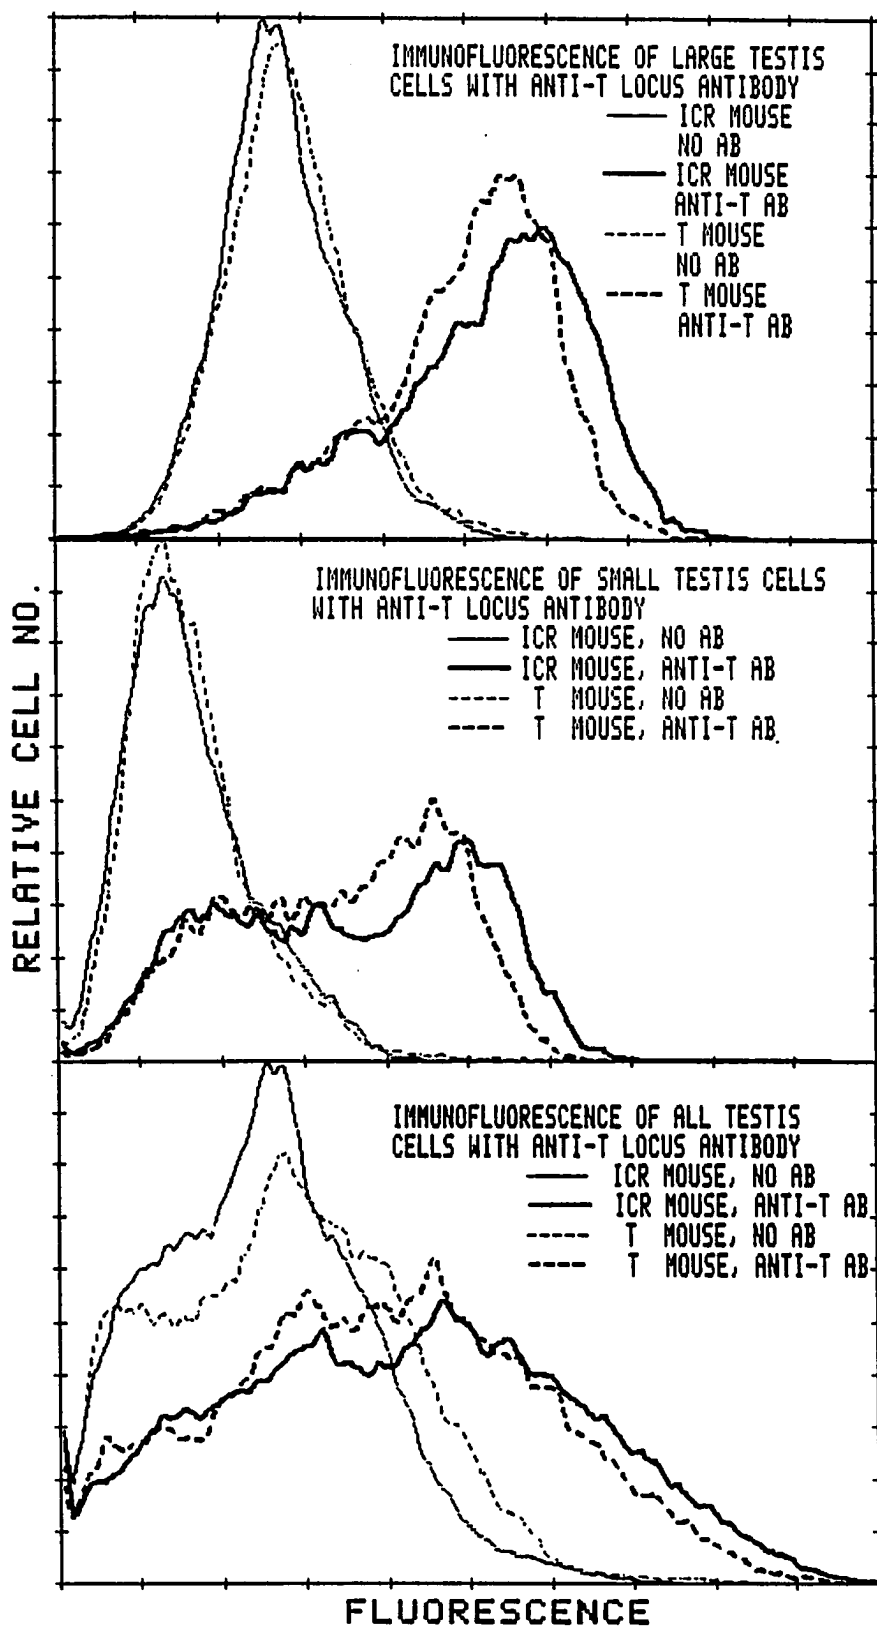 IMMUNOFLUORESCENCE OF LARGE TESTIS
CELLS WITH ANTI-T LOCUS ANTIBODY
ICR MOUSE
NO AB
ICR MOUSE
ANTI-T AB
T MOUSE
NO AB
T MOUSE
ANTI-T AB
IMMUNOFLUORESCENCE OF SMALL TESTIS CELLS
WITH ANTI-T LOCUS ANTIBODY
ICR MOUSE, NO AB
ICR MOUSE, ANTI-T AB
T MOUSE, NO AB
T MOUSE, ANTI-T AB
RELATIVE CELL NO.
IMMUNOFLUORESCENCE OF ALL TESTIS
CELLS WITH ANTI-T LOCUS ANTIBODY
ICR MOUSE, NO AB
ICR MOUSE, ANTI-T AB
T MOUSE, NO AB
T MOUSE, ANTI-T AB
FLUORESCENCE